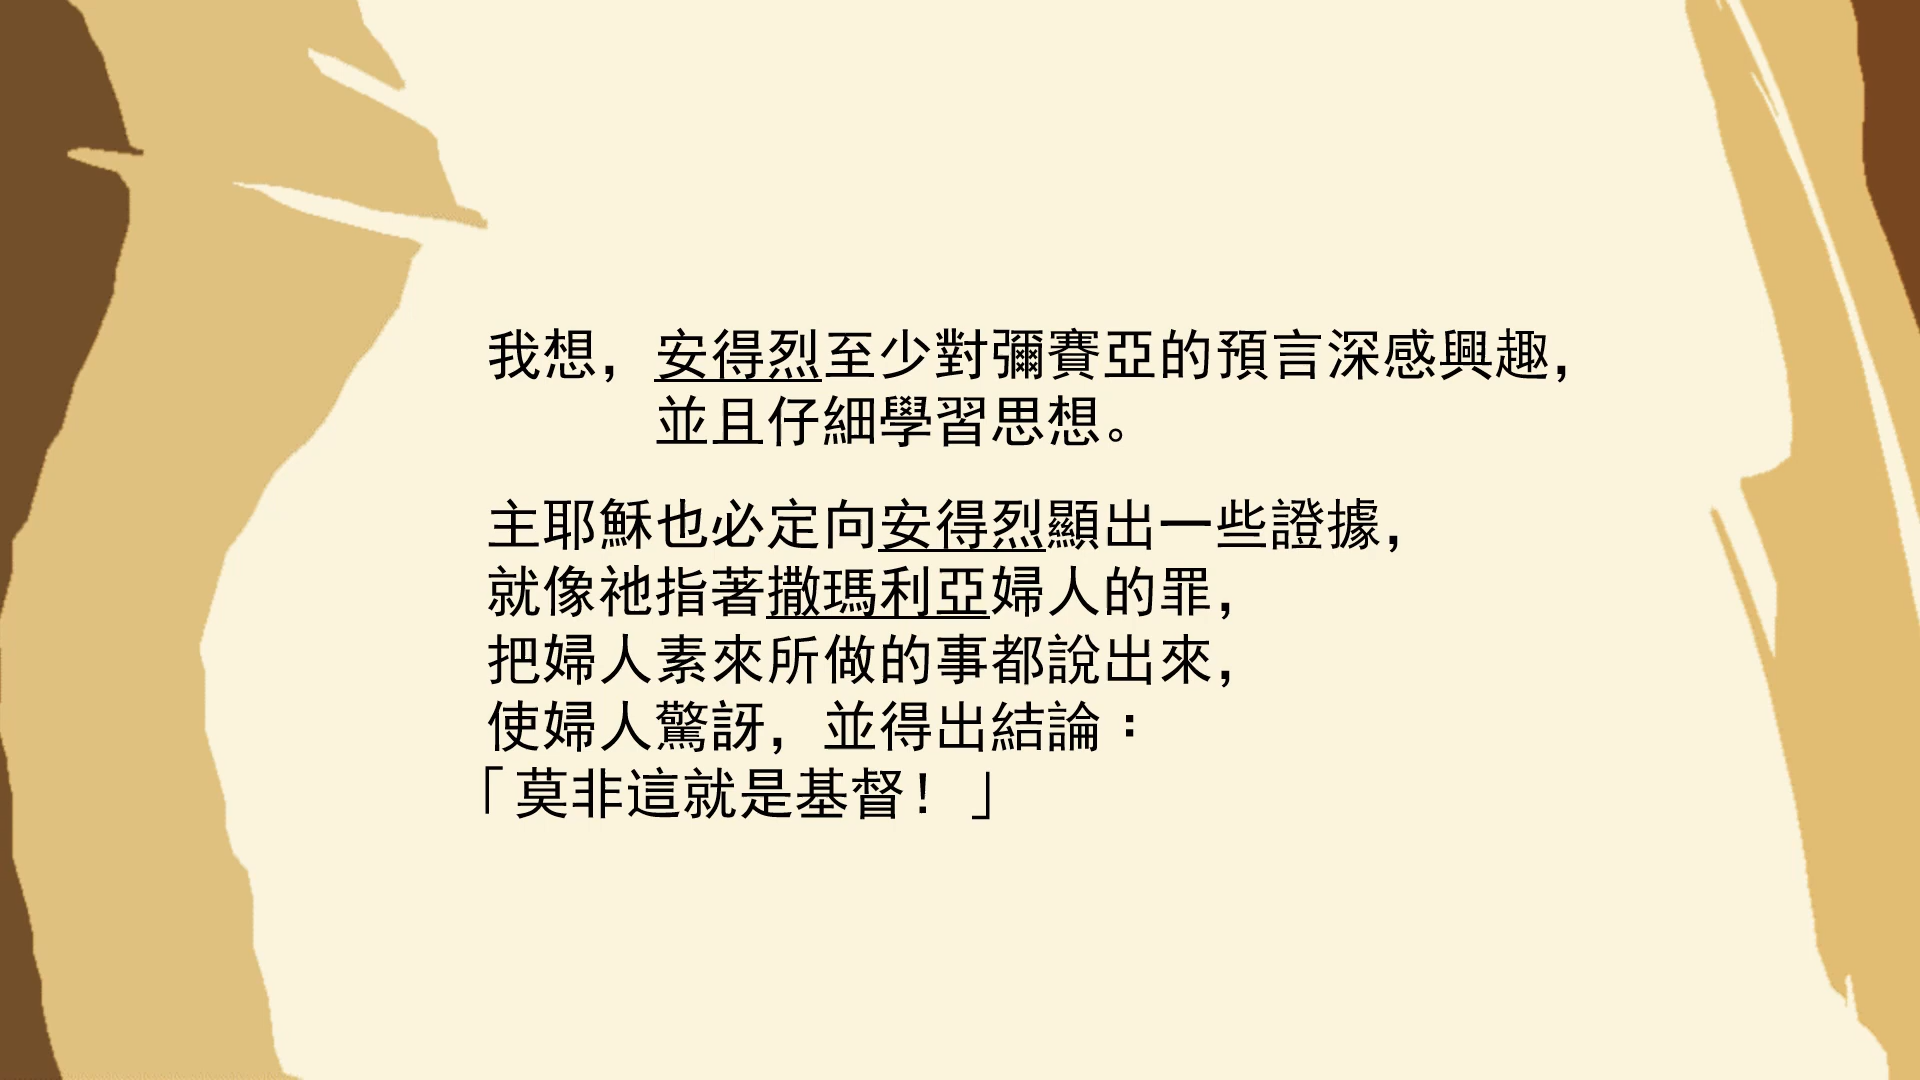 我想，安得烈至少對彌賽亞的預言深感興趣，
並且仔細學習思想。
主耶穌也必定向安得烈顯出一些證據，
就像祂指著撒瑪利亞婦人的罪，
把婦人素來所做的事都說出來，
使婦人驚訝，並得出結論：
「莫非這就是基督！」